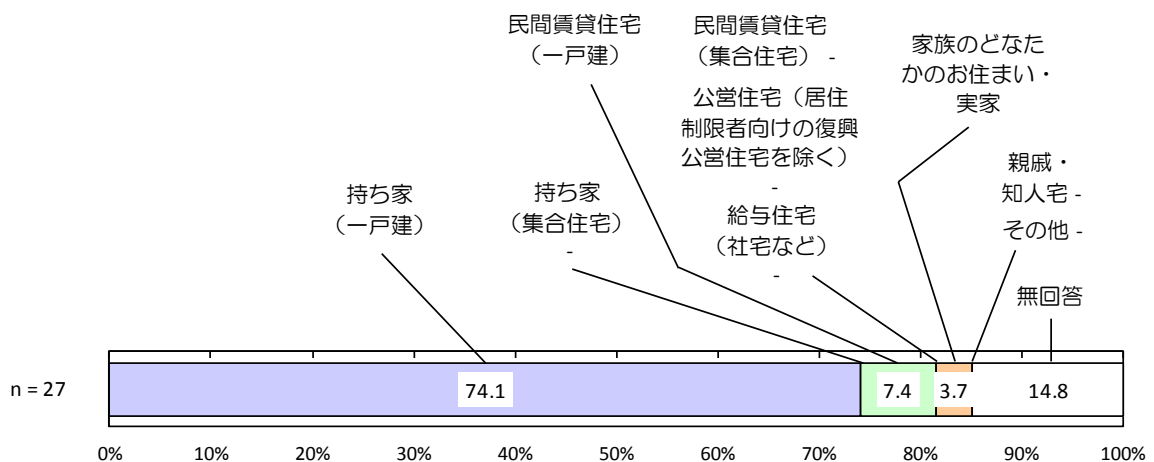 民間賃貸住宅
（一戸建）
民間賃貸住宅
（集合住宅） -
公営住宅（居住
制限者向けの復興
公営住宅を除く）
-
給与住宅
（社宅など）
-
家族のどなた
かのお住まい・
実家
親戚・
知人宅 -
その他 -
無回答
持ち家
（一戸建）
持ち家
（集合住宅）
-
n = 27
74.1
7.4
3.7
14.8
0%
10%
20%
30%
40%
50%
60%
70%
80%
90%
100%